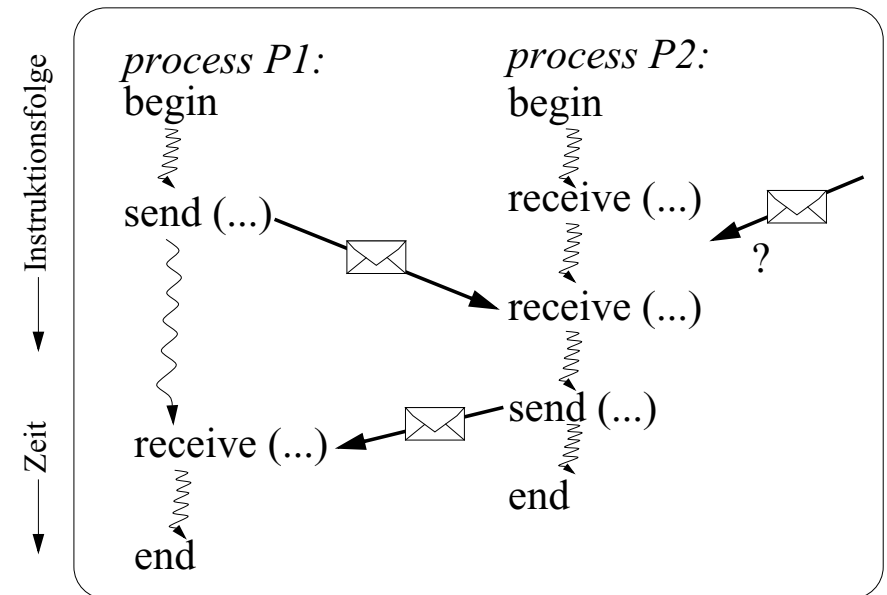 Instruktionsfolge
Zeit
process P1:
begin
send (...)
receive (...)
end
process P2:
begin
receive (...)
?
receive (...)
send (...)
end